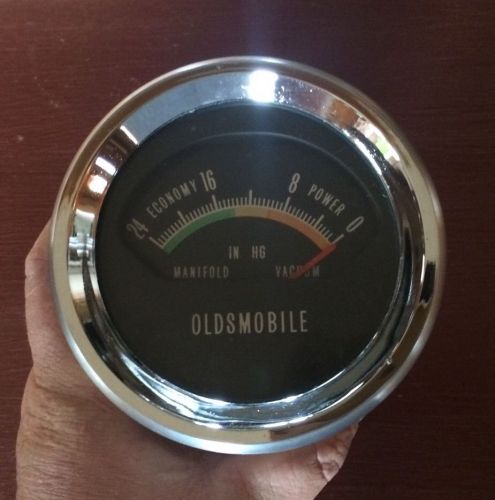 24 ECONOMY 16 8 POWER 0
IN HG
MANIFOLD VACUUM
OLDSMOBILE